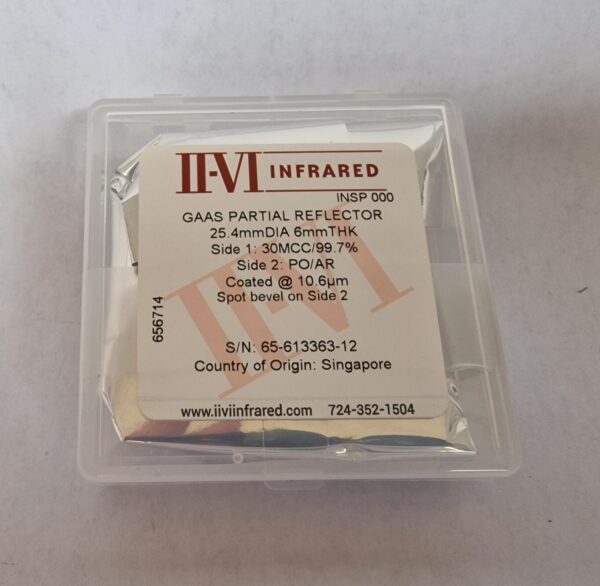 II-VI INFRARED
INSP 000
GAAS PARTIAL REFLECTOR
25.4mmDIA 6mmTHK
Side 1: 30MCC/99.7%
Side 2: PO/AR
Coated @ 10.6µm
Spot bevel on Side 2
656714
S/N: 65-613363-12
Country of Origin: Singapore
www.iiviinfrared.com 724-352-1504
II-VI